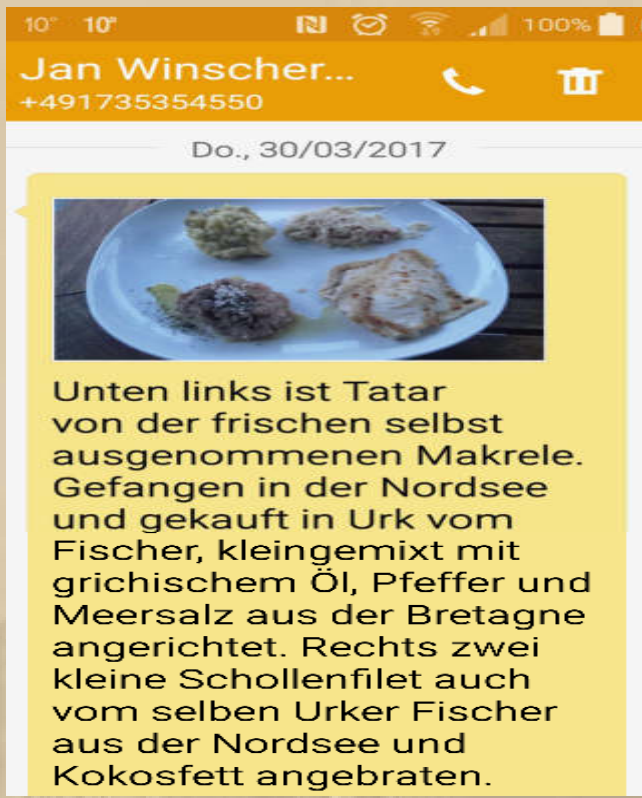 10° 10° 100%
Jan Winscher...
+491735354550
Do., 30/03/2017
Unten links ist Tatar
von der frischen selbst
ausgenommenen Makrele.
Gefangen in der Nordsee
und gekauft in Urk vom
Fischer, kleingemixt mit
grichischem Öl, Pfeffer und
Meersalz aus der Bretagne
angerichtet. Rechts zwei
kleine Schollenfilet auch
vom selben Urker Fischer
aus der Nordsee und
Kokosfett angebraten.